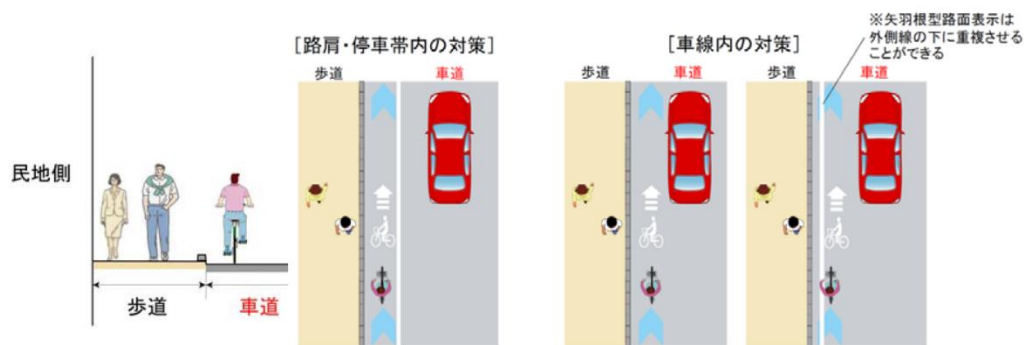 ※矢羽根型路面表示は
外側線の下に重複させる
ことができる
［路肩・停車帯内の対策］
［車線内の対策］
歩道 車道
歩道 車道
歩道 車道
民地側
歩道 車道